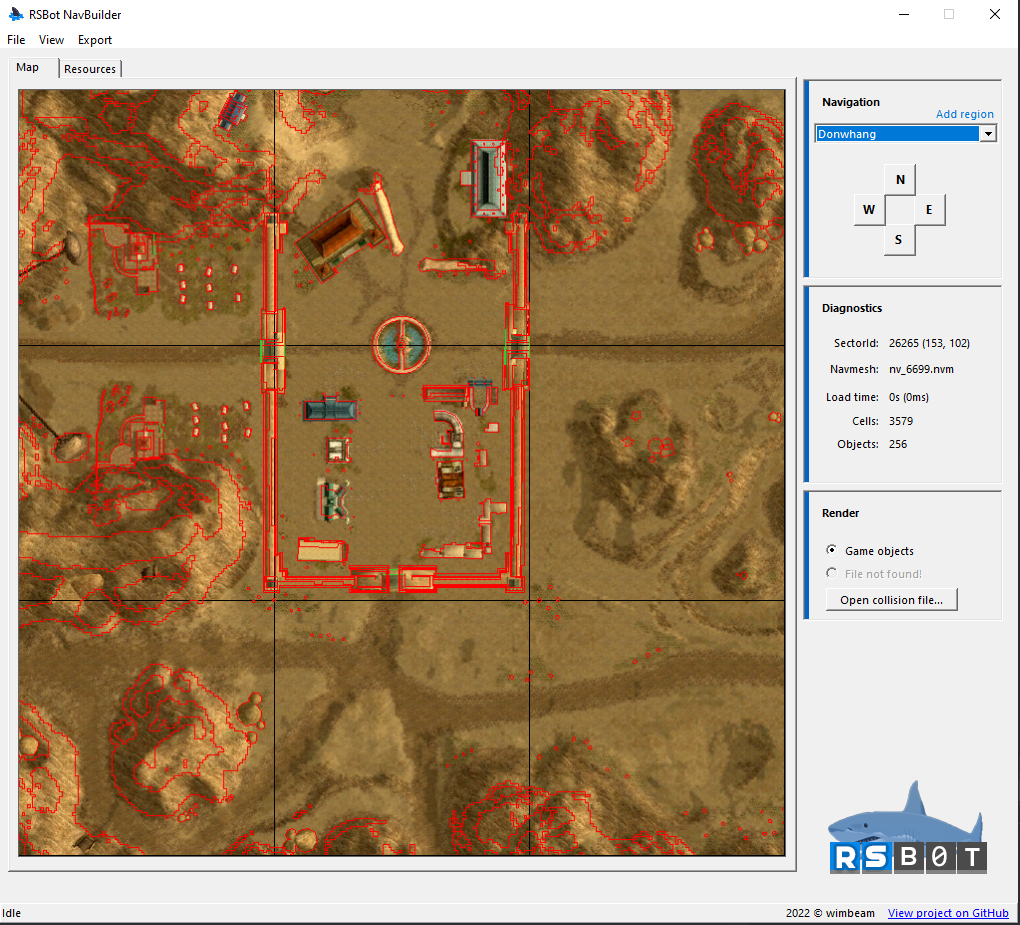 RSBot NavBuilder
File View Export
Map Resources
Navigation
Add region
Donwhang
N
W E
S
Diagnostics
SectorId: 26265 (153, 102)
Navmesh: nv_6699.nvm
Load time: 0s (0ms)
Cells: 3579
Objects: 256
Render
Game objects
File not found!
Open collision file...
RSBOT
Idle 2022 © wimbeam View project on GitHub